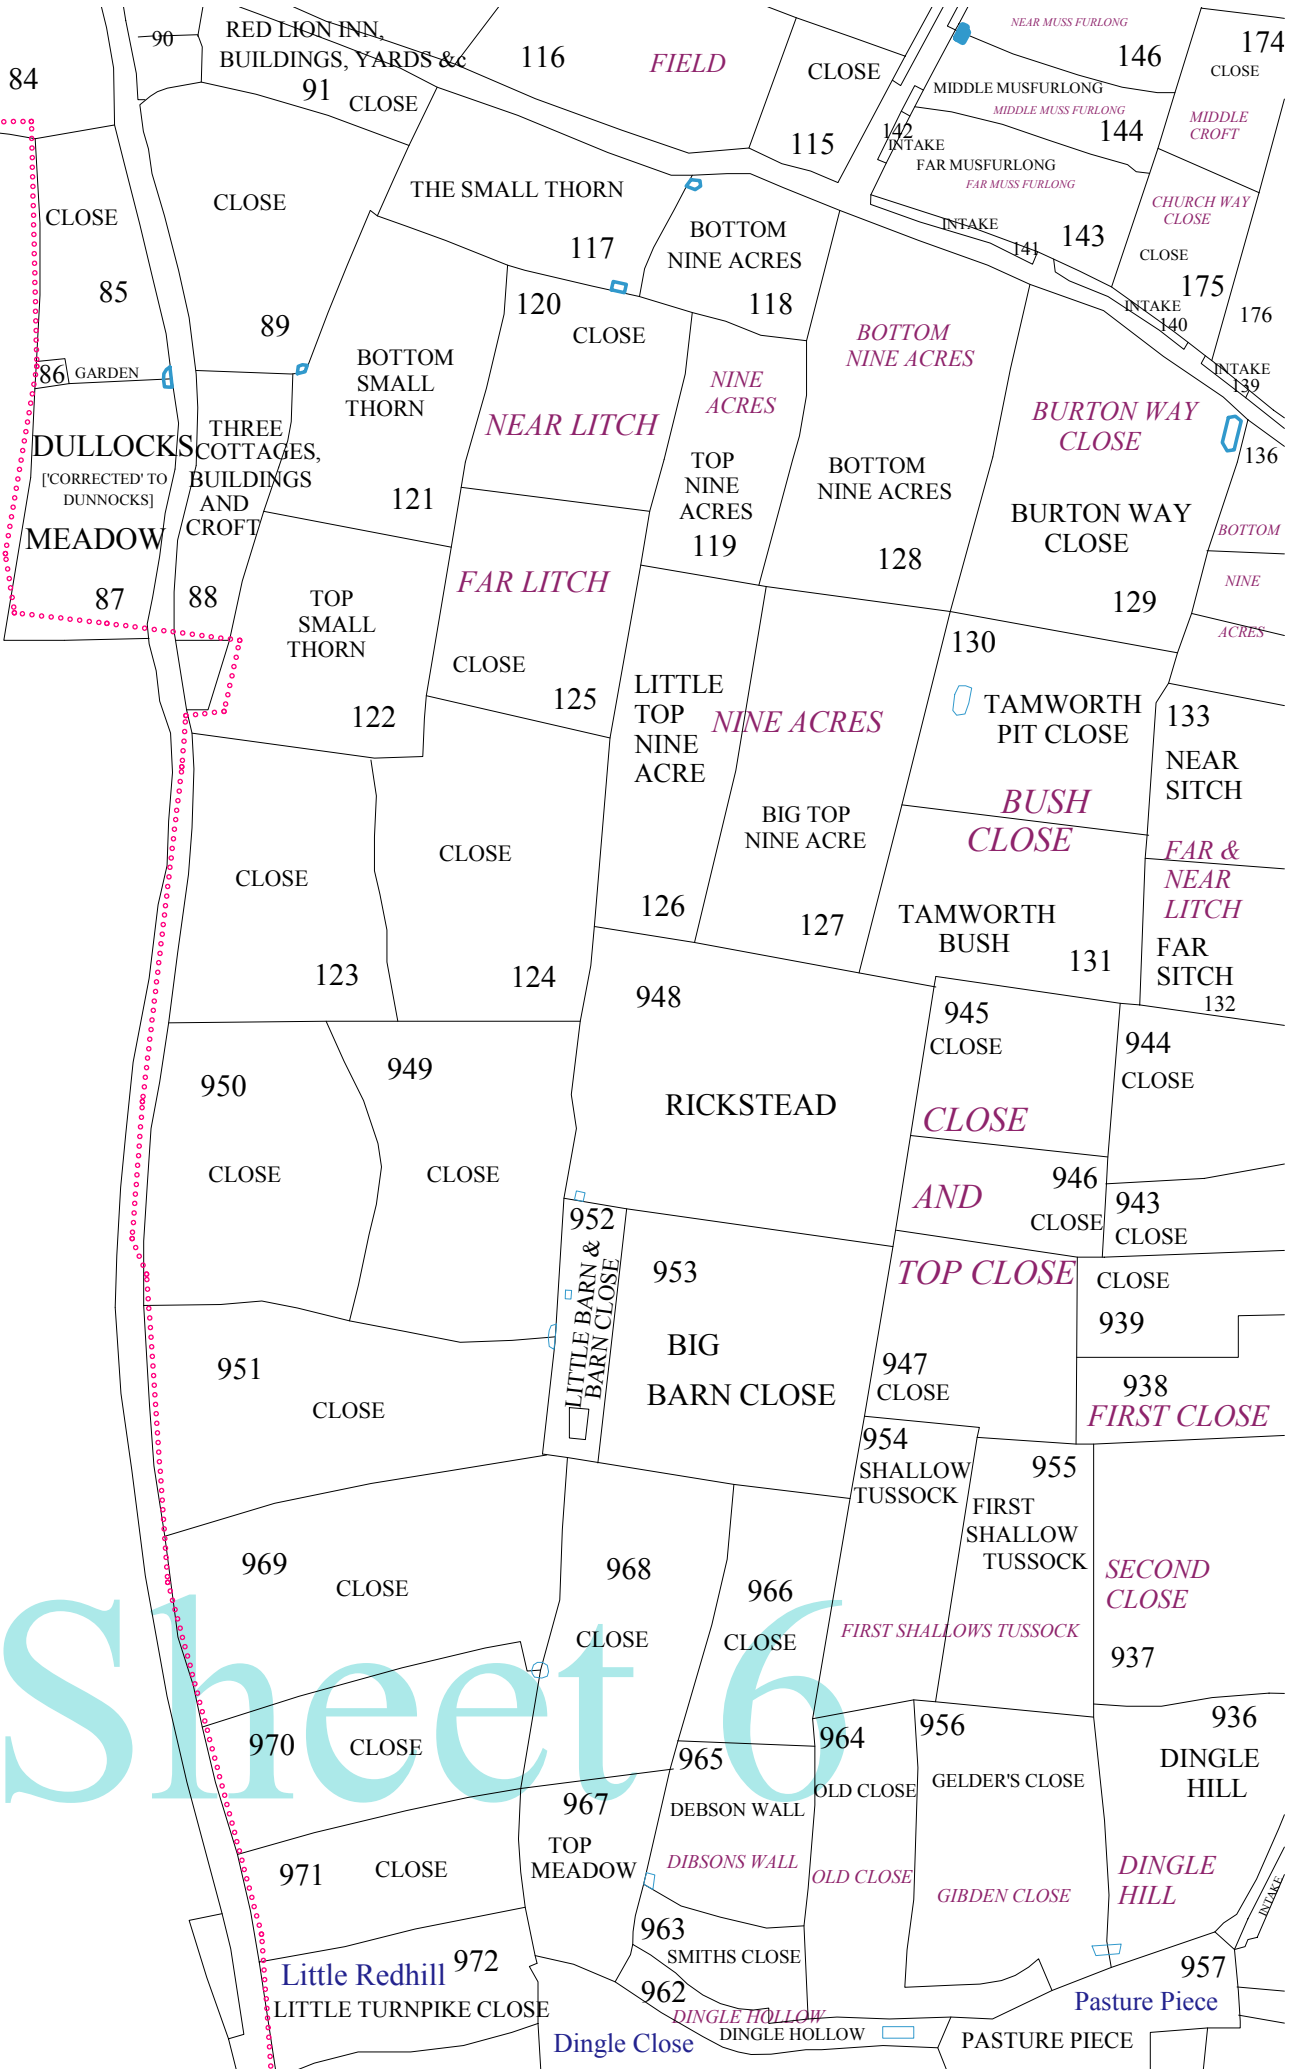 84
90
RED LION INN,
BUILDINGS, YARDS &c
91
CLOSE
116
FIELD
CLOSE
115
NEAR MUSS FURLONG
146
174
CLOSE
MIDDLE MUSFURLONG
MIDDLE MUSS FURLONG
144
MIDDLE
CROFT
142
INTAKE
FAR MUSFURLONG
FAR MUSS FURLONG
143
INTAKE
141
CHURCH WAY
CLOSE
CLOSE
175
176
INTAKE
140
INTAKE
139
CLOSE
85
86
GARDEN
CLOSE
89
THE SMALL THORN
117
BOTTOM
NINE ACRES
118
120
CLOSE
NEAR LITCH
BOTTOM
SMALL
THORN
121
NINE
ACRES
TOP
NINE
ACRES
119
BOTTOM
NINE ACRES
BOTTOM
NINE ACRES
128
BURTON WAY
CLOSE
BURTON WAY
CLOSE
129
136
BOTTOM
NINE
ACRES
DULLOCKS
['CORRECTED' TO
DUNNOCKS]
MEADOW
87
THREE
COTTAGES,
BUILDINGS
AND
CROFT
88
TOP
SMALL
THORN
122
FAR LITCH
CLOSE
125
LITTLE
TOP
NINE
ACRE
126
NINE ACRES
BIG TOP
NINE ACRE
127
130
TAMWORTH
PIT CLOSE
BUSH
CLOSE
TAMWORTH
BUSH
131
133
NEAR
SITCH
FAR &
NEAR
LITCH
FAR
SITCH
132
CLOSE
123
CLOSE
124
948
RICKSTEAD
945
CLOSE
CLOSE
944
CLOSE
950
CLOSE
949
CLOSE
AND
946
CLOSE
943
CLOSE
952
LITTLE BARN &
BARN CLOSE
953
BIG
BARN CLOSE
TOP CLOSE
947
CLOSE
CLOSE
939
938
FIRST CLOSE
951
CLOSE
954
SHALLOW
TUSSOCK
955
FIRST
SHALLOW
TUSSOCK
FIRST SHALLOWS TUSSOCK
SECOND
CLOSE
937
969
CLOSE
968
CLOSE
966
CLOSE
Sheet 6
970
CLOSE
965
DEBSON WALL
DIBSONS WALL
964
OLD CLOSE
OLD CLOSE
956
GELDER'S CLOSE
GIBDEN CLOSE
936
DINGLE
HILL
DINGLE
HILL
INTAKE
967
TOP
MEADOW
971
CLOSE
963
SMITHS CLOSE
962
DINGLE HOLLOW
DINGLE HOLLOW
Dingle Close
972
Little Redhill
LITTLE TURNPIKE CLOSE
957
Pasture Piece
PASTURE PIECE